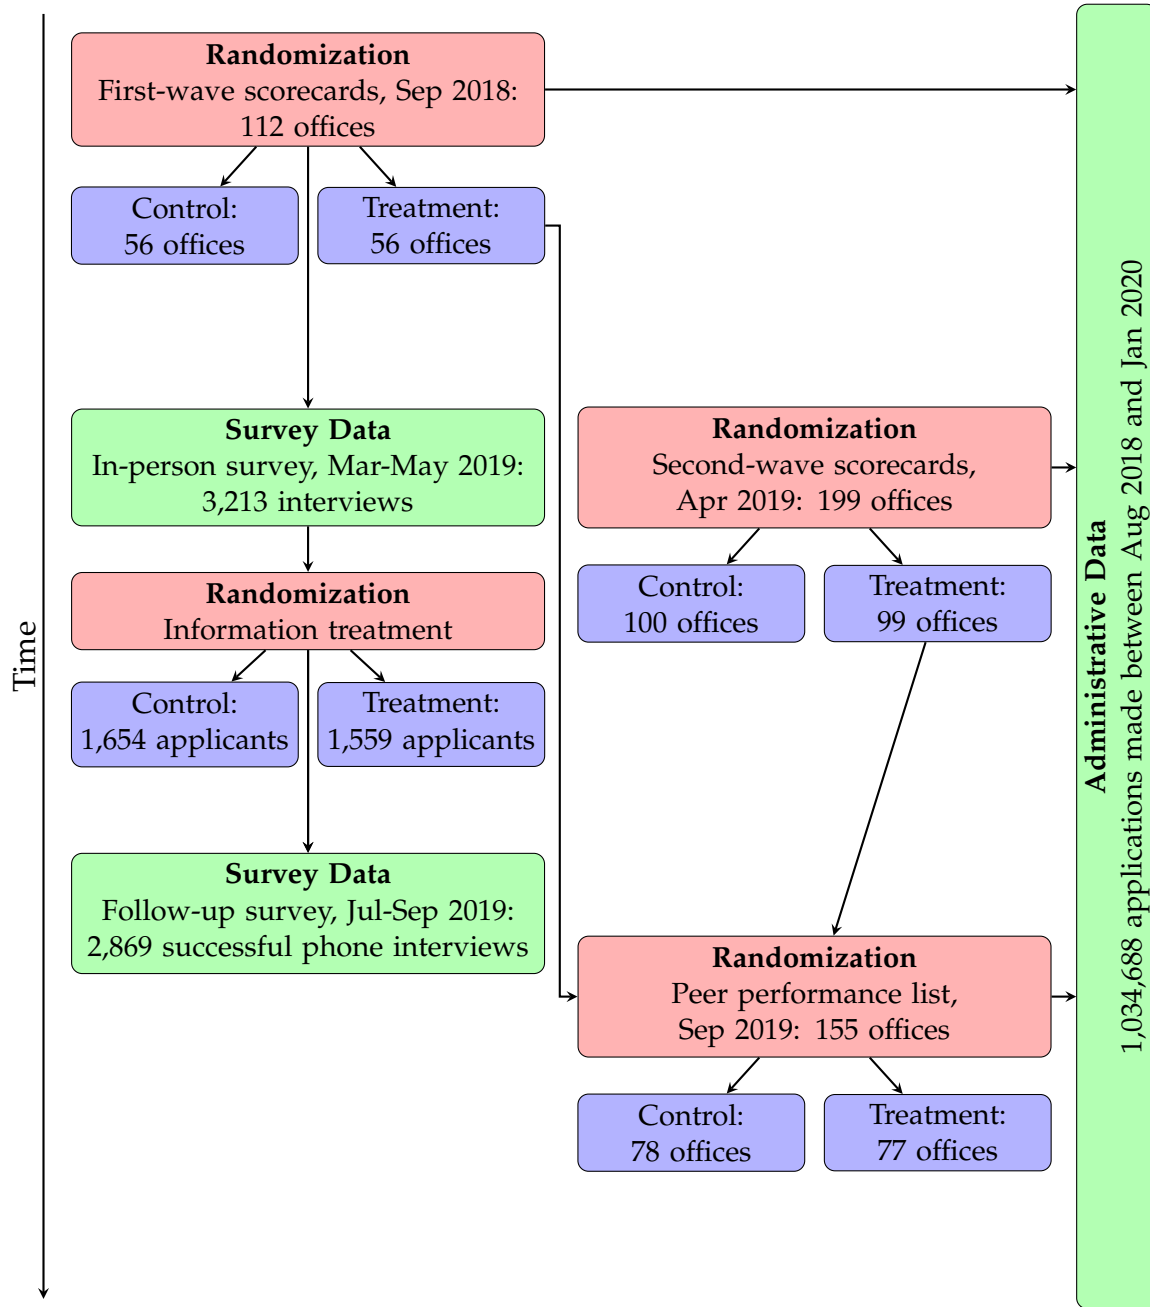 Time
Randomization
First-wave scorecards, Sep 2018:
112 offices
Control:
56 offices
Treatment:
56 offices
Survey Data
In-person survey, Mar-May 2019:
3,213 interviews
Randomization
Second-wave scorecards,
Apr 2019: 199 offices
Control:
100 offices
Treatment:
99 offices
Randomization
Information treatment
Control:
1,654 applicants
Treatment:
1,559 applicants
Survey Data
Follow-up survey, Jul-Sep 2019:
2,869 successful phone interviews
Randomization
Peer performance list,
Sep 2019: 155 offices
Control:
78 offices
Treatment:
77 offices
Administrative Data
1,034,688 applications made between Aug 2018 and Jan 2020